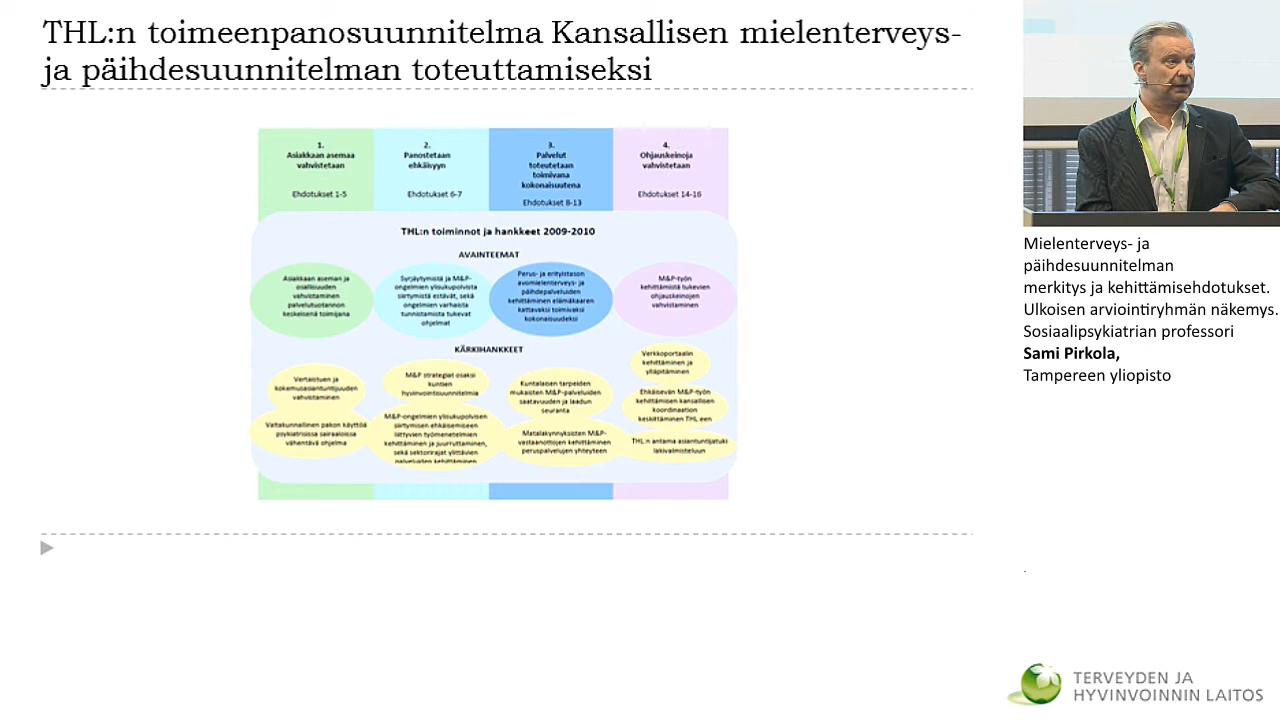 THL:n toimeenpanosuunnitelma Kansallisen mielenterveys-
ja päihdesuunnitelman toteuttamiseksi
1.
Asiakkaan asemaa
vahvistetaan
Ehdotukset 1-5
2.
Panostetaan
ehkäisyyn
Ehdotukset 6-7
3.
Palvelut
toteutetaan
toimivana
kokonaisuutena
Ehdotukset 8-13
4.
Ohjauskeinoja
vahvistetaan
Ehdotukset 14-16
THL:n toiminnot ja hankkeet 2009-2010
AVAINTEEMAT
Asiakkaan aseman ja
osallisuuden
vahvistaminen
palvelutuotannon
keskeisenä toimijana
Syrjäytymistä ja M&P-
ongelmien ylisukupolvista
siirtymistä estävät, sekä
ongelmien varhaista
tunnistamista tukevat
ohjelmat
Perus- ja erityistason
avomielenterveys- ja
päihdepalveluiden
kehittäminen elämäkaaren
kattavaksi toimivaksi
kokonaisuudeksi
M&P-työn
kehittämistä tukevien
ohjauskeinojen
vahvistaminen
KÄRKIHANKKEET
Vertaistuen ja
kokemusasiantuntijuuden
vahvistaminen
Valtakunnallinen pakon käyttöä
psykiatrisissa sairaaloissa
vähentävä ohjelma
M&P strategiat osaksi
kuntien
hyvinvointisuunnitelmia
M&P-ongelmien ylisukupolvisen
siirtymisen ehkäisemiseen
liittyvien työmenetelmien
kehittäminen ja juurruttaminen,
sekä sektorirajat ylittävien
palveluiden kehittäminen
Kuntalaisen tarpeiden
mukaisten M&P-palveluiden
saatavuuden ja laadun
seuranta
Matalakynnyksisten M&P-
vastaanottojen kehittäminen
peruspalvelujen yhteyteen
Verkkoportaalin
kehittäminen ja
ylläpitäminen
Ehkäisevän M&P-työn
kehittämisen kansallisen
koordinaation
keskittäminen THL:een
THL:n antama asiantuntijatuki
lakivalmisteluun
Mielenterveys- ja
päihdesuunnitelman
merkitys ja kehittämisehdotukset.
Ulkoisen arviointiryhmän näkemys.
Sosiaalipsykiatrian professori
Sami Pirkola,
Tampereen yliopisto
.
TERVEYDEN JA
HYVINVOINNIN LAITOS